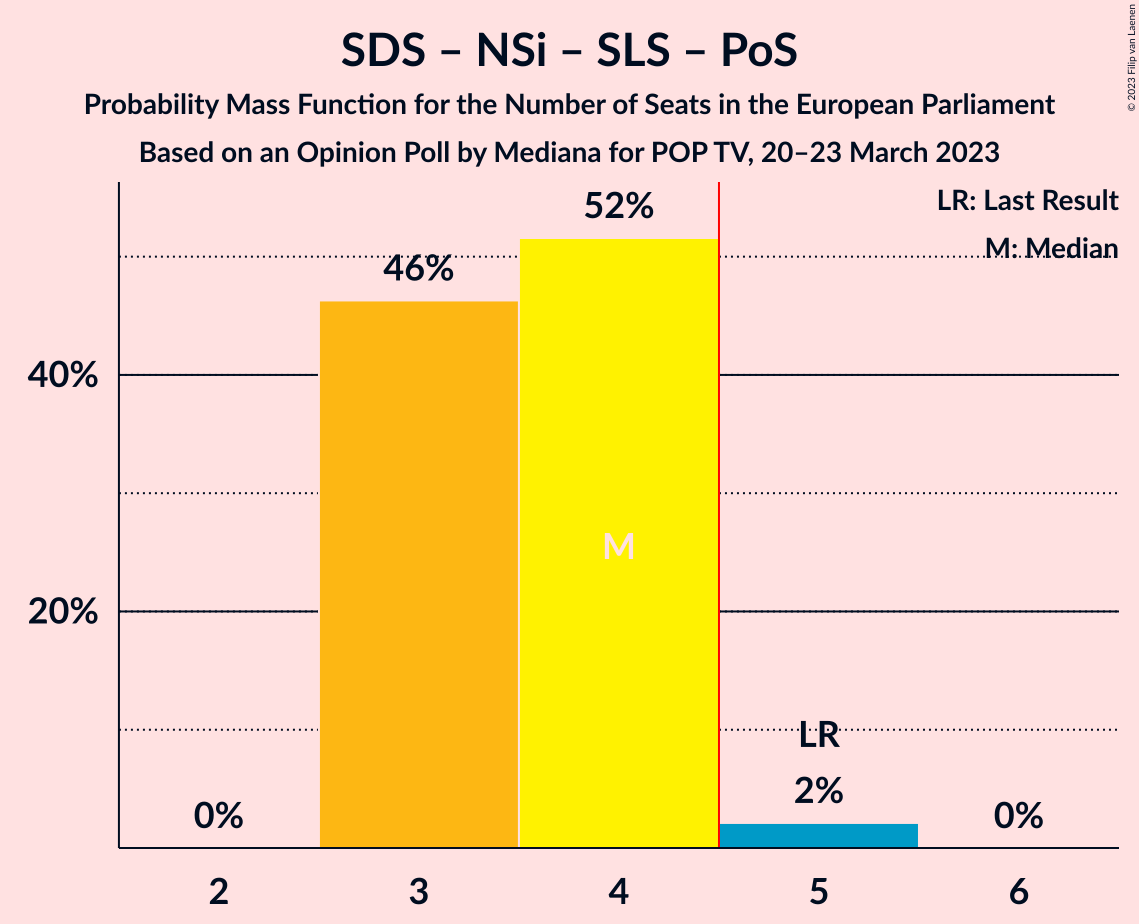 SDS – NSi – SLS – PoS
Probability Mass Function for the Number of Seats in the European Parliament
Based on an Opinion Poll by Mediana for POP TV, 20–23 March 2023
© 2023 Filip van Laenen
LR: Last Result
M: Median
52%
46%
40%
M
20%
LR
2%
0%
0%
2 3 4 5 6